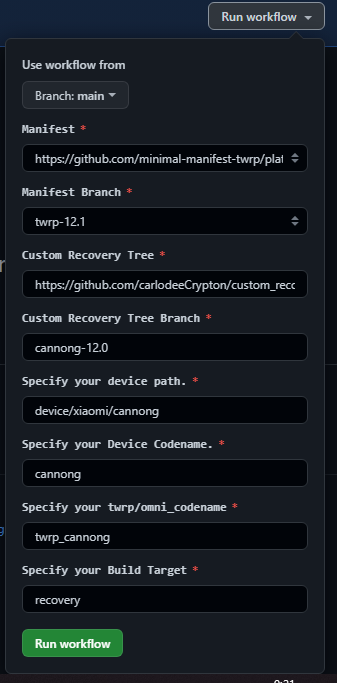 Run workflow
Use workflow from
Branch: main
Manifest *
https://github.com/minimal-manifest-twrp/plat
Manifest Branch *
twrp-12.1
Custom Recovery Tree *
https://github.com/carlodeeCrypton/custom_recc
Custom Recovery Tree Branch *
cannong-12.0
Specify your device path. *
device/xiaomi/cannong
Specify your Device Codename. *
cannong
Specify your twrp/omni_codename *
twrp_cannong
Specify your Build Target *
recovery
Run workflow